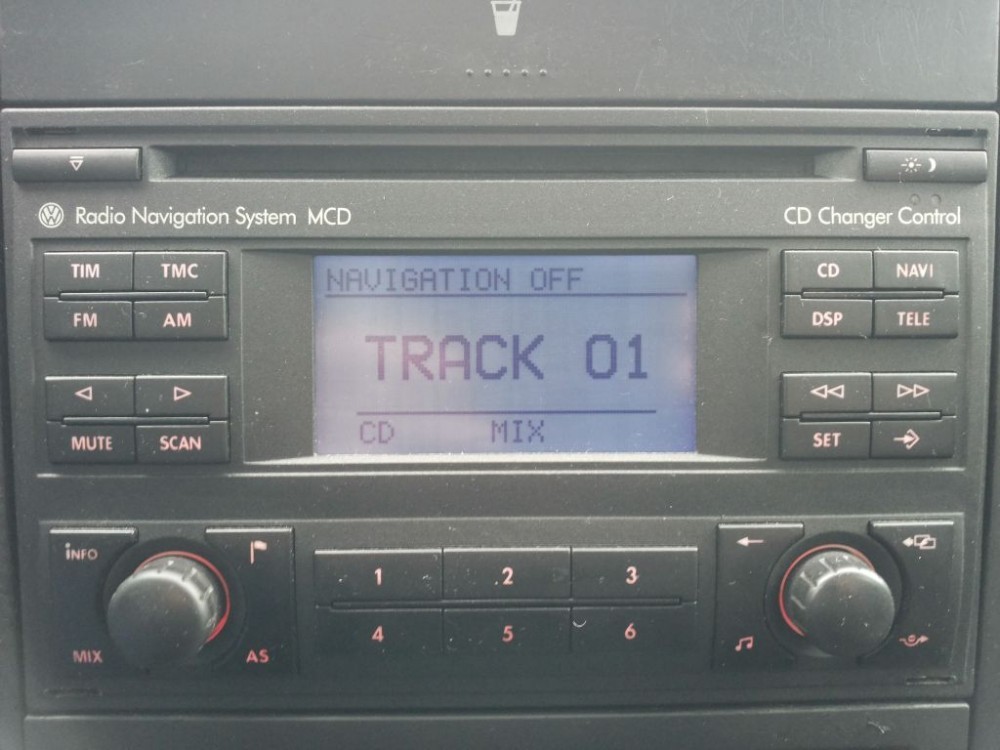 Radio Navigation System MCD
CD Changer Control
TIM TMC
FM AM
MUTE SCAN
NAVIGATION OFF
TRACK 01
CD MIX
CD NAVI
DSP TELE
SET
INFO
MIX AS
1 2 3
4 5 6